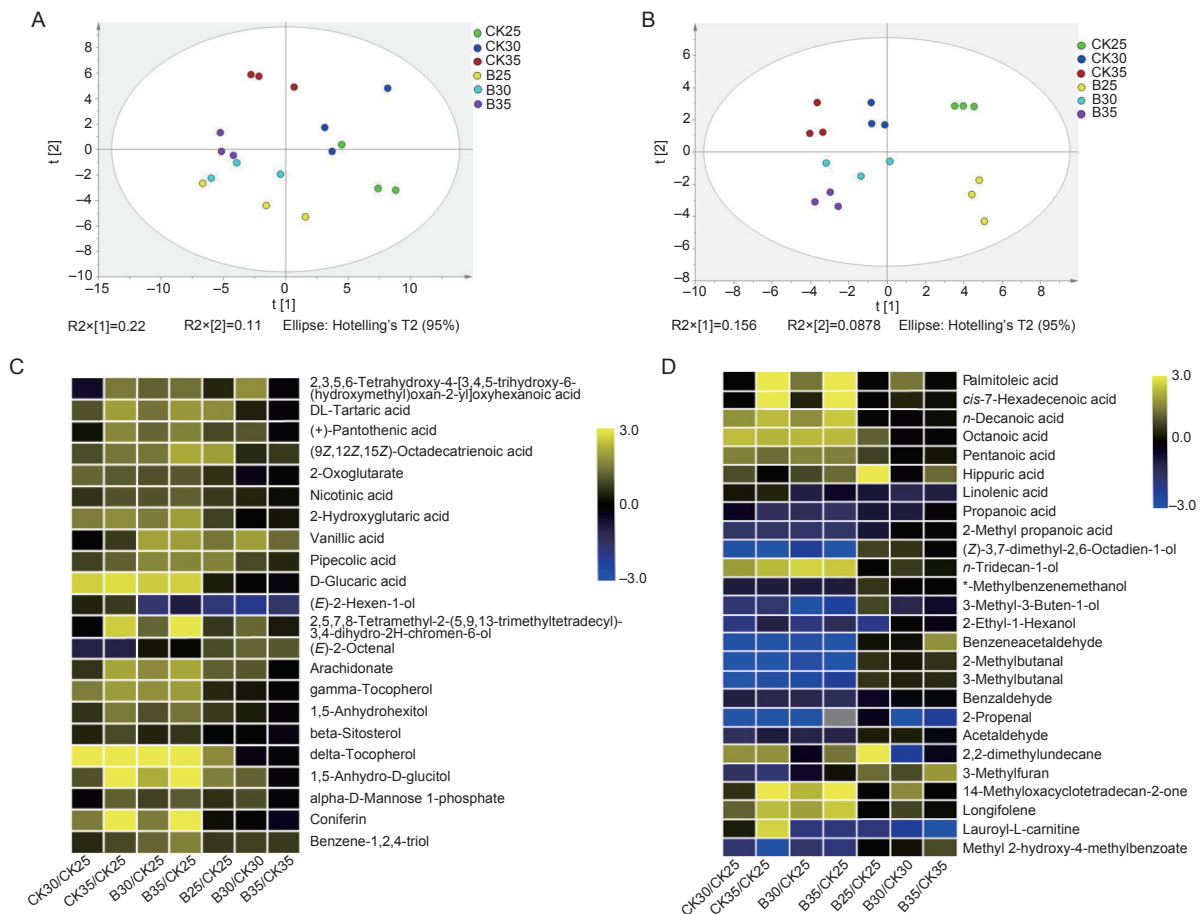 A
CK25
CK30
CK35
B25
B30
B35
8
6
4
2
0
–2
–4
–6
–8
–10
t [2]
–15
–10
–5
0
5
10
t [1]
R2×[1]=0.22 R2×[2]=0.11 Ellipse: Hotelling's T2 (95%)
B
CK25
CK30
CK35
B25
B30
B35
6
4
2
0
–2
–4
–6
–8
t [2]
–10
–8
–6
–4
–2
0
2
4
6
8
t [1]
R2×[1]=0.156 R2×[2]=0.0878 Ellipse: Hotelling's T2 (95%)
C
2,3,5,6-Tetrahydroxy-4-[3,4,5-trihydroxy-6-
(hydroxymethyl)oxan-2-yl]oxyhexanoic acid
DL-Tartaric acid
(+)-Pantothenic acid
(9Z,12Z,15Z)-Octadecatrienoic acid
2-Oxoglutarate
Nicotinic acid
2-Hydroxyglutaric acid
Vanillic acid
Pipecolic acid
D-Glucaric acid
(E)-2-Hexen-1-ol
2,5,7,8-Tetramethyl-2-(5,9,13-trimethyltetradecyl)-
3,4-dihydro-2H-chromen-6-ol
(E)-2-Octenal
Arachidonate
gamma-Tocopherol
1,5-Anhydrohexitol
beta-Sitosterol
delta-Tocopherol
1,5-Anhydro-D-glucitol
alpha-D-Mannose 1-phosphate
Coniferin
Benzene-1,2,4-triol
CK30/CK25
CK35/CK25
B30/CK25
B35/CK25
B25/CK25
B30/CK30
B35/CK35
3.0
0.0
–3.0
D
Palmitoleic acid
cis-7-Hexadecenoic acid
n-Decanoic acid
Octanoic acid
Pentanoic acid
Hippuric acid
Linolenic acid
Propanoic acid
2-Methyl propanoic acid
(Z)-3,7-dimethyl-2,6-Octadien-1-ol
n-Tridecan-1-ol
*-Methylbenzenemethanol
3-Methyl-3-Buten-1-ol
2-Ethyl-1-Hexanol
Benzeneacetaldehyde
2-Methylbutanal
3-Methylbutanal
Benzaldehyde
2-Propenal
Acetaldehyde
2,2-dimethylundecane
3-Methylfuran
14-Methyloxacyclotetradecan-2-one
Longifolene
Lauroyl-L-carnitine
Methyl 2-hydroxy-4-methylbenzoate
CK30/CK25
CK35/CK25
B30/CK25
B35/CK25
B25/CK25
B30/CK30
B35/CK35
3.0
0.0
–3.0